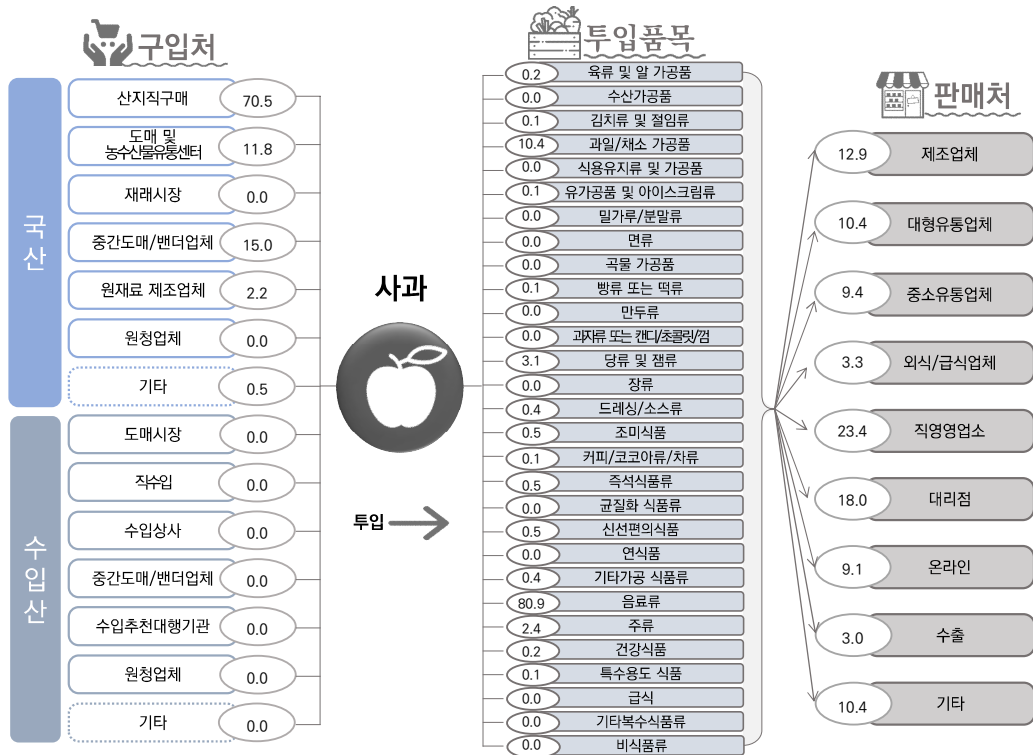 구입처
국산
산지직구매 70.5
도매 및
농수산물유통센터 11.8
재래시장 0.0
중간도매/밴더업체 15.0
원재료 제조업체 2.2
원청업체 0.0
기타 0.5
수입산
도매시장 0.0
직수입 0.0
수입상사 0.0
중간도매/밴더업체 0.0
수입추천대행기관 0.0
원청업체 0.0
기타 0.0
사과
투입
투입품목
0.2 육류 및 알 가공품
0.0 수산가공품
0.1 김치류 및 절임류
10.4 과일/채소 가공품
0.0 식용유지류 및 가공품
0.1 유가공품 및 아이스크림류
0.0 밀가루/분말류
0.0 면류
0.0 곡물 가공품
0.1 빵류 또는 떡류
0.0 만두류
0.0 과자류 또는 캔디/초콜릿/껌
3.1 당류 및 잼류
0.0 장류
0.4 드레싱/소스류
0.5 조미식품
0.1 커피/코코아류/차류
0.5 즉석식품류
0.0 균질화 식품류
0.5 신선편의식품
0.0 연식품
0.4 기타가공 식품류
80.9 음료류
2.4 주류
0.2 건강식품
0.1 특수용도 식품
0.0 급식
0.0 기타복수식품류
0.0 비식품류
판매처
12.9 제조업체
10.4 대형유통업체
9.4 중소유통업체
3.3 외식/급식업체
23.4 직영영업소
18.0 대리점
9.1 온라인
3.0 수출
10.4 기타